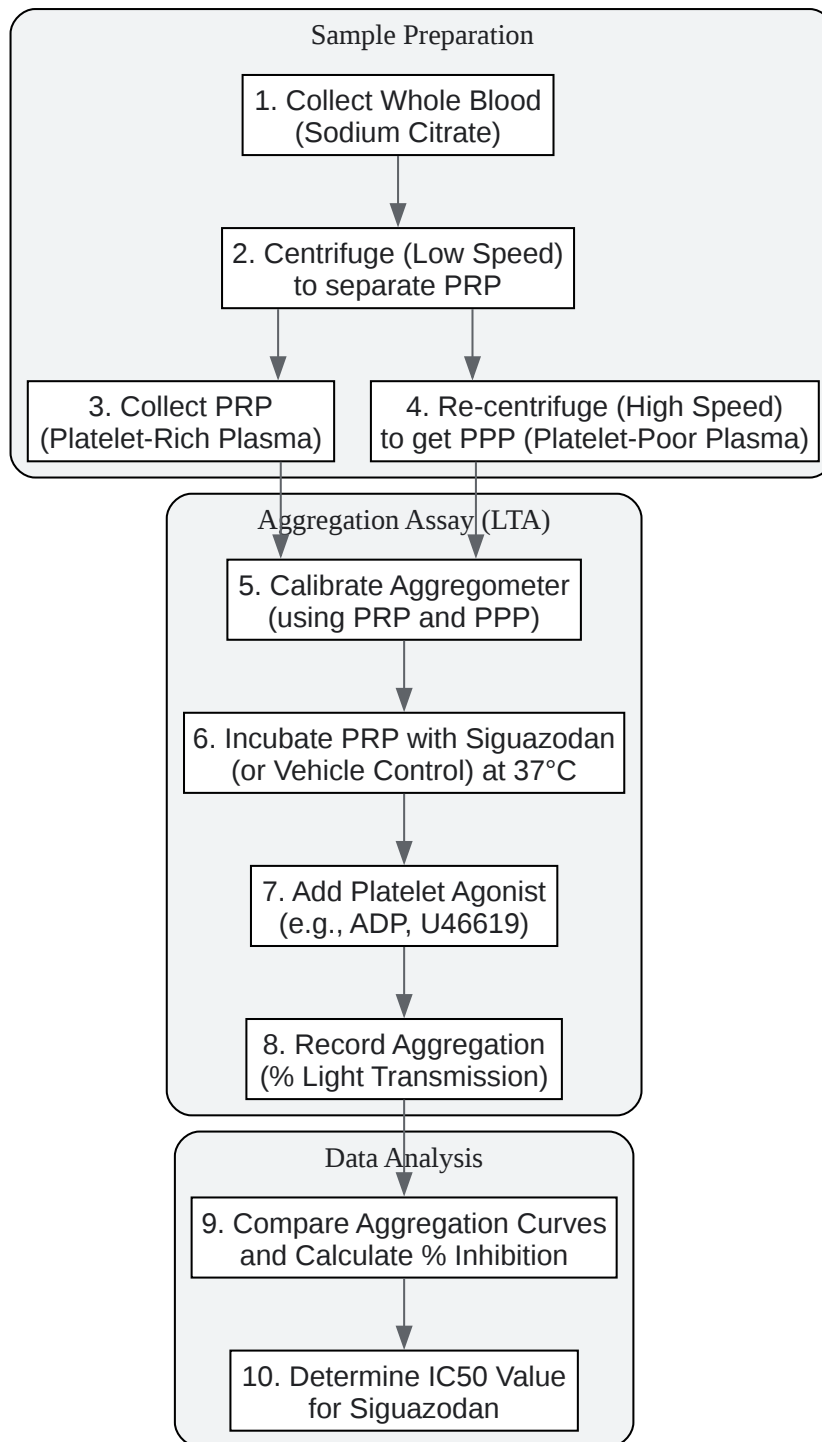 Sample Preparation
1. Collect Whole Blood
(Sodium Citrate)
2. Centrifuge (Low Speed)
to separate PRP
3. Collect PRP
(Platelet-Rich Plasma)
4. Re-centrifuge (High Speed)
to get PPP (Platelet-Poor Plasma)
Aggregation Assay (LTA)
5. Calibrate Aggregometer
(using PRP and PPP)
6. Incubate PRP with Siguazodan
(or Vehicle Control) at 37°C
7. Add Platelet Agonist
(e.g., ADP, U46619)
8. Record Aggregation
(% Light Transmission)
Data Analysis
9. Compare Aggregation Curves
and Calculate % Inhibition
10. Determine IC50 Value
for Siguazodan